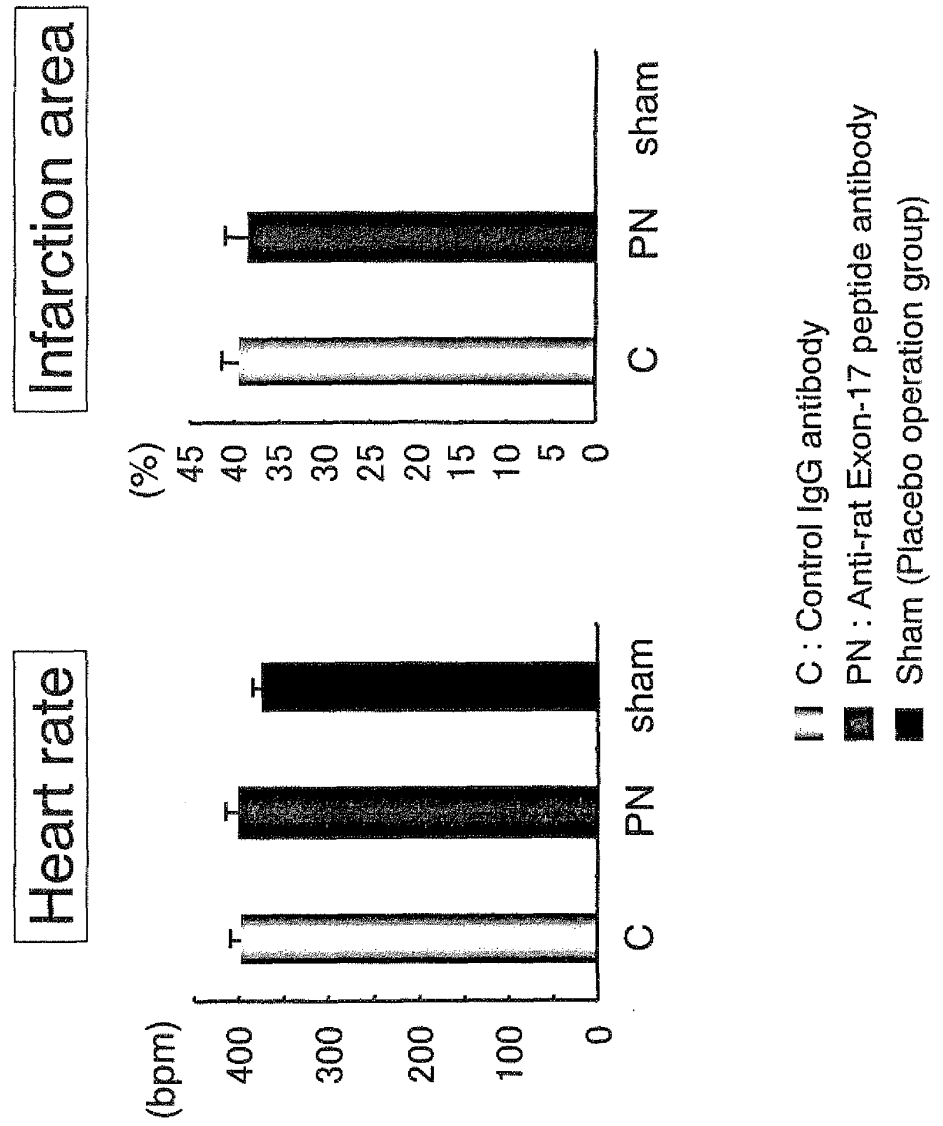 Heart rate
(bpm)
400
300
200
100
0
C PN sham
Infarction area
(%)
45
40
35
30
25
20
15
10
5
0
C PN sham
C : Control IgG antibody
PN : Anti-rat Exon-17 peptide antibody
Sham (Placebo operation group)